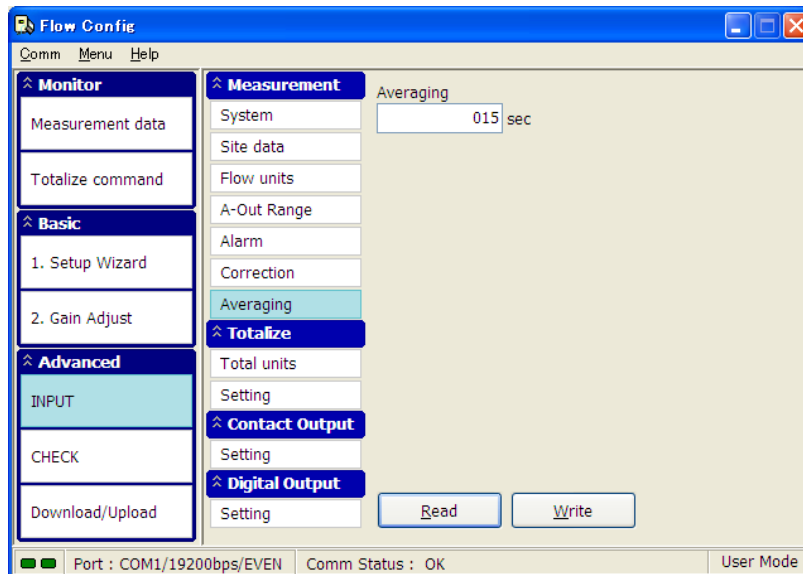 Flow Config
Comm Menu Help
Monitor
Measurement data
Totalize command
Basic
1. Setup Wizard
2. Gain Adjust
Advanced
INPUT
CHECK
Download/Upload
Measurement
System
Site data
Flow units
A-Out Range
Alarm
Correction
Averaging
Totalize
Total units
Setting
Contact Output
Setting
Digital Output
Setting
Averaging
015 sec
Read Write
Port : COM1/19200bps/EVEN Comm Status : OK User Mode